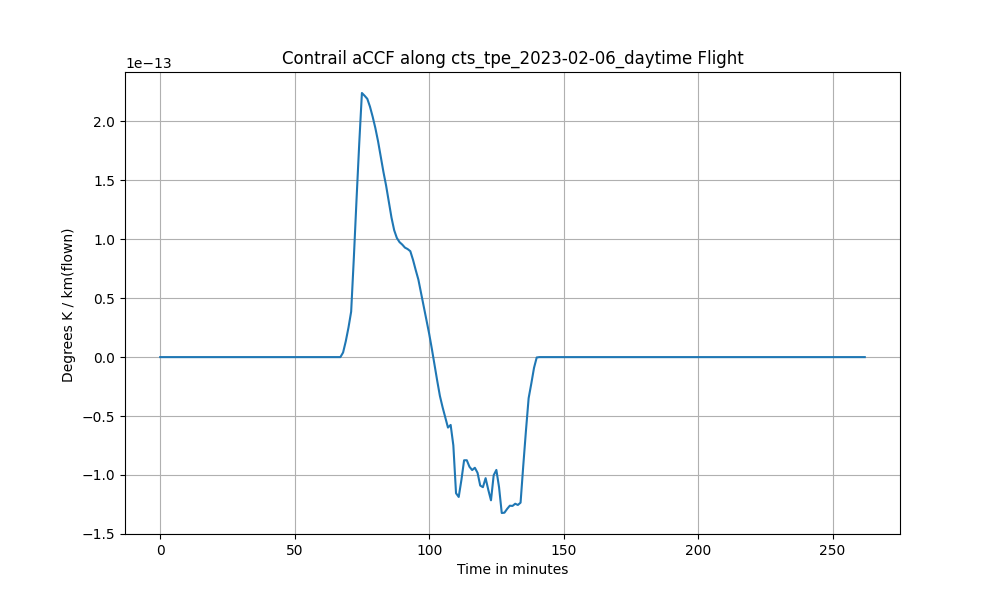 Contrail aCCF along cts_tpe_2023-02-06_daytime Flight
1e−13
2.0
1.5
1.0
0.5
0.0
−0.5
−1.0
−1.5
Degrees K / km(flown)
0 50 100 150 200 250
Time in minutes